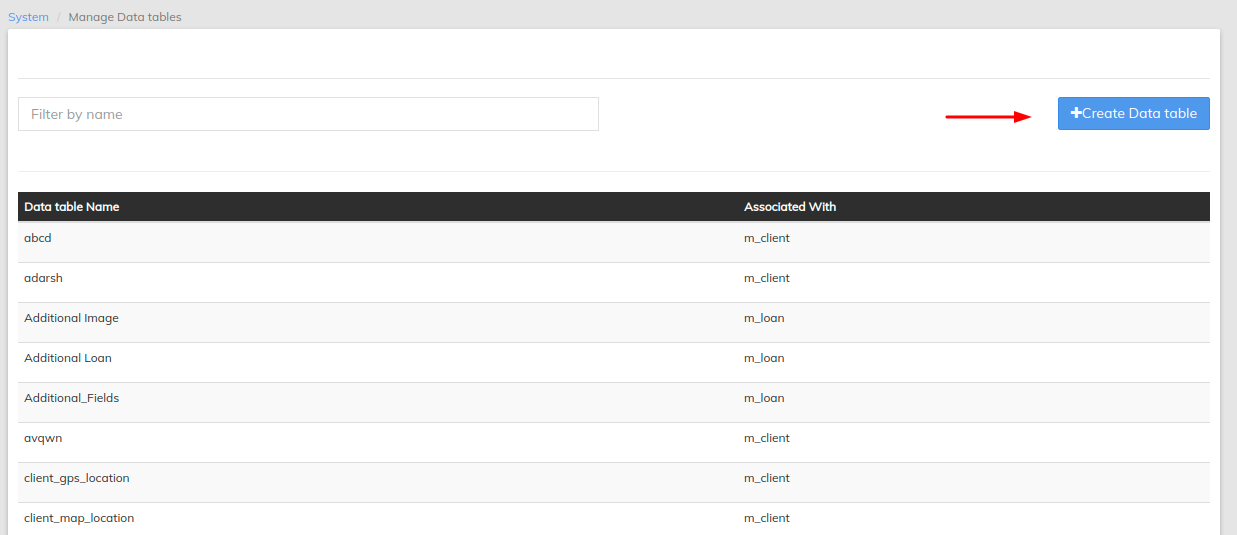 System / Manage Data tables
Filter by name
+Create Data table
Data table Name Associated With
abcd m_client
adarsh m_client
Additional Image m_loan
Additional Loan m_loan
Additional_Fields m_loan
avqwn m_client
client_gps_location m_client
client_map_location m_client